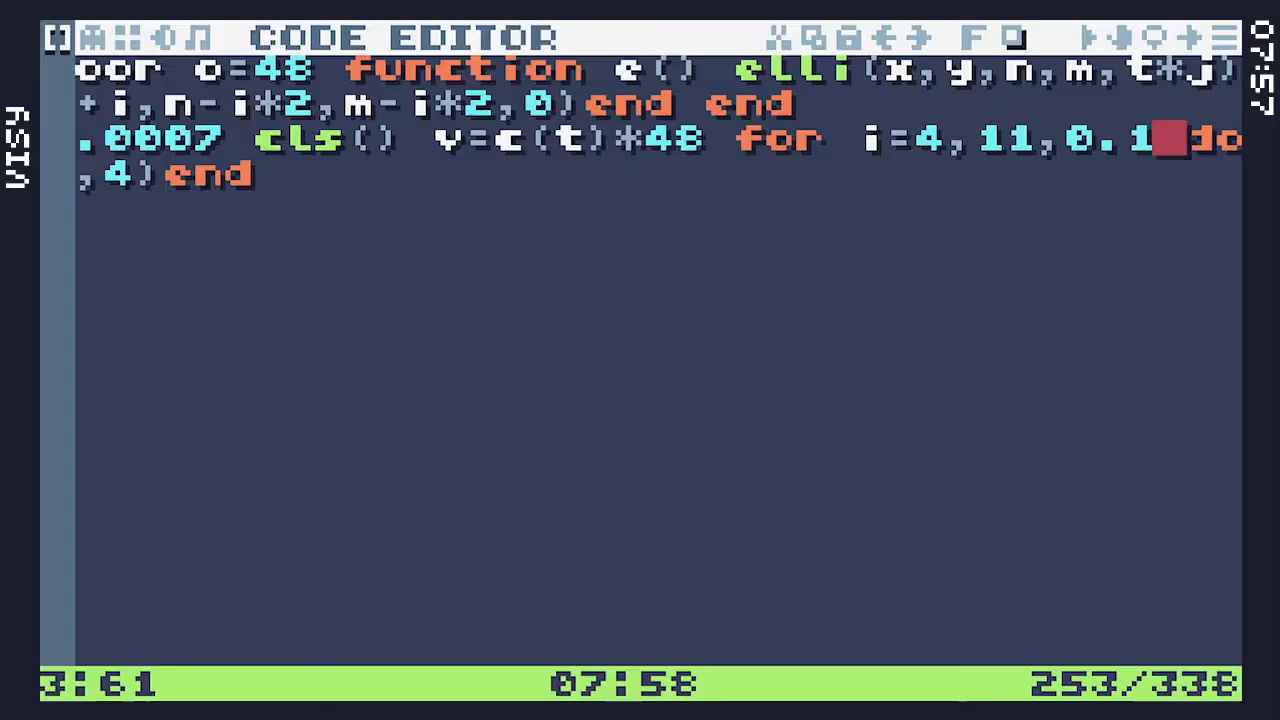 CODE EDITOR
VISY
07:57
oor o=48 function e() elli(x,y,n,m,t*j)
+i,n-i*2,m-i*2,0)end end
.0007 cls() v=c(t)*48 for i=4,11,0.1 do
,4)end
3:61 07:58 253/338